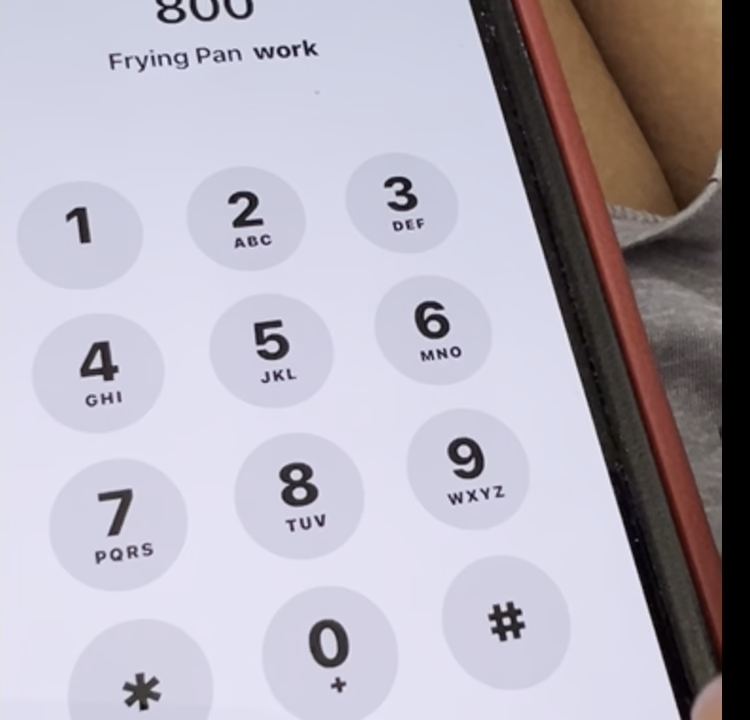 800
Frying Pan work
1 2 3
ABC DEF
4 5 6
GHI JKL MNO
7 8 9
PQRS TUV WXYZ
* 0 #
+